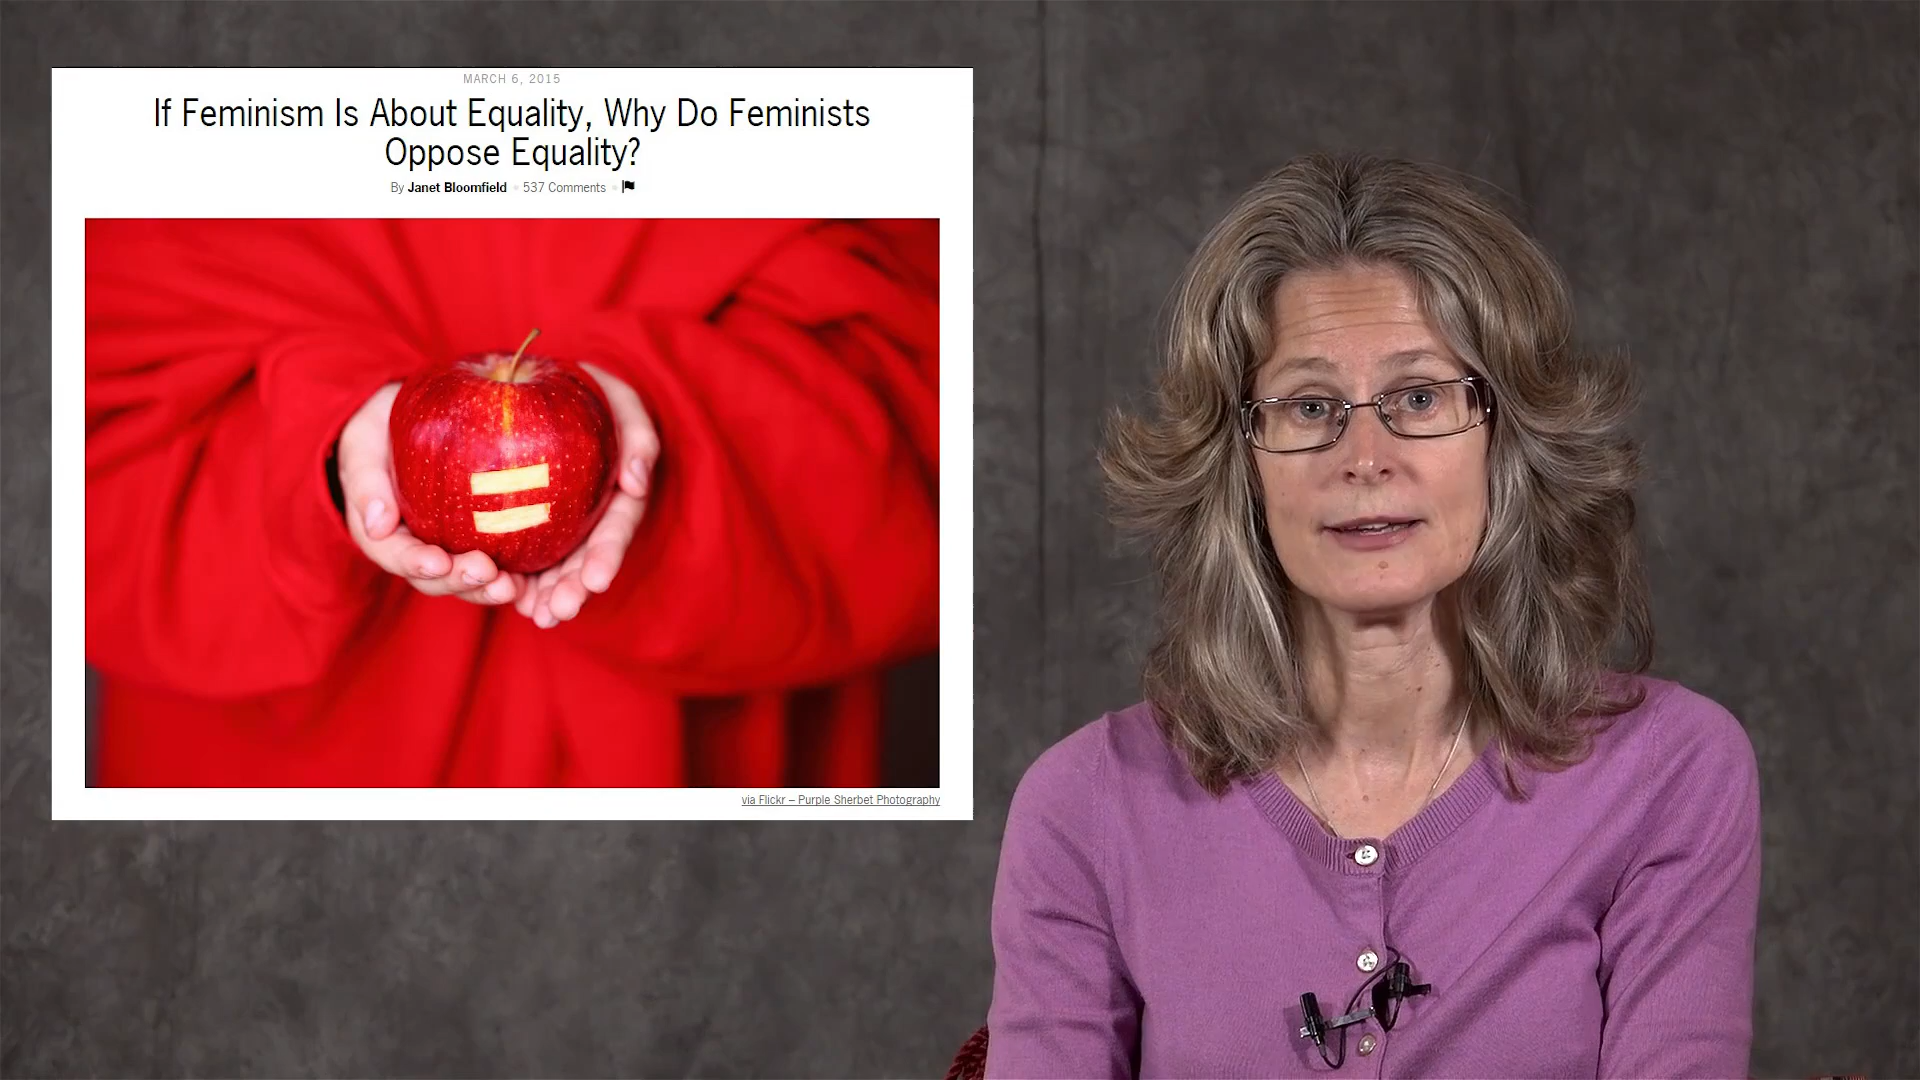 MARCH 6, 2015
If Feminism Is About Equality, Why Do Feminists
Oppose Equality?
By Janet Bloomfield • 537 Comments •
via Flickr – Purple Sherbet Photography